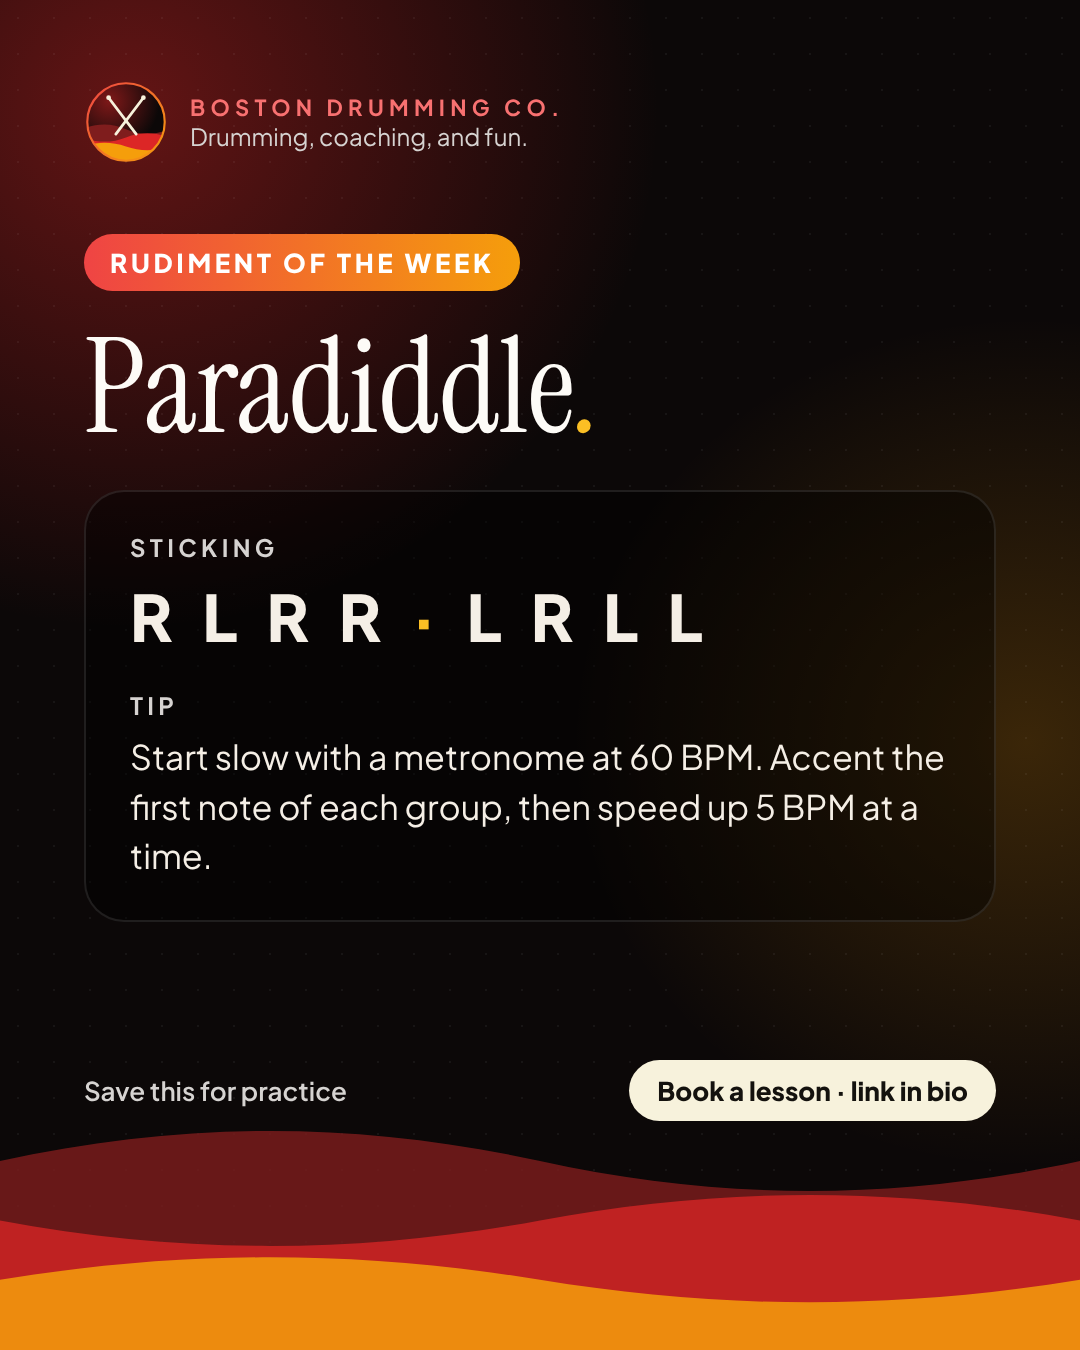 BOSTON DRUMMING CO.
Drumming, coaching, and fun.
RUDIMENT OF THE WEEK
Paradiddle.
STICKING
R L R R · L R L L
TIP
Start slow with a metronome at 60 BPM. Accent the
first note of each group, then speed up 5 BPM at a
time.
Save this for practice
Book a lesson · link in bio